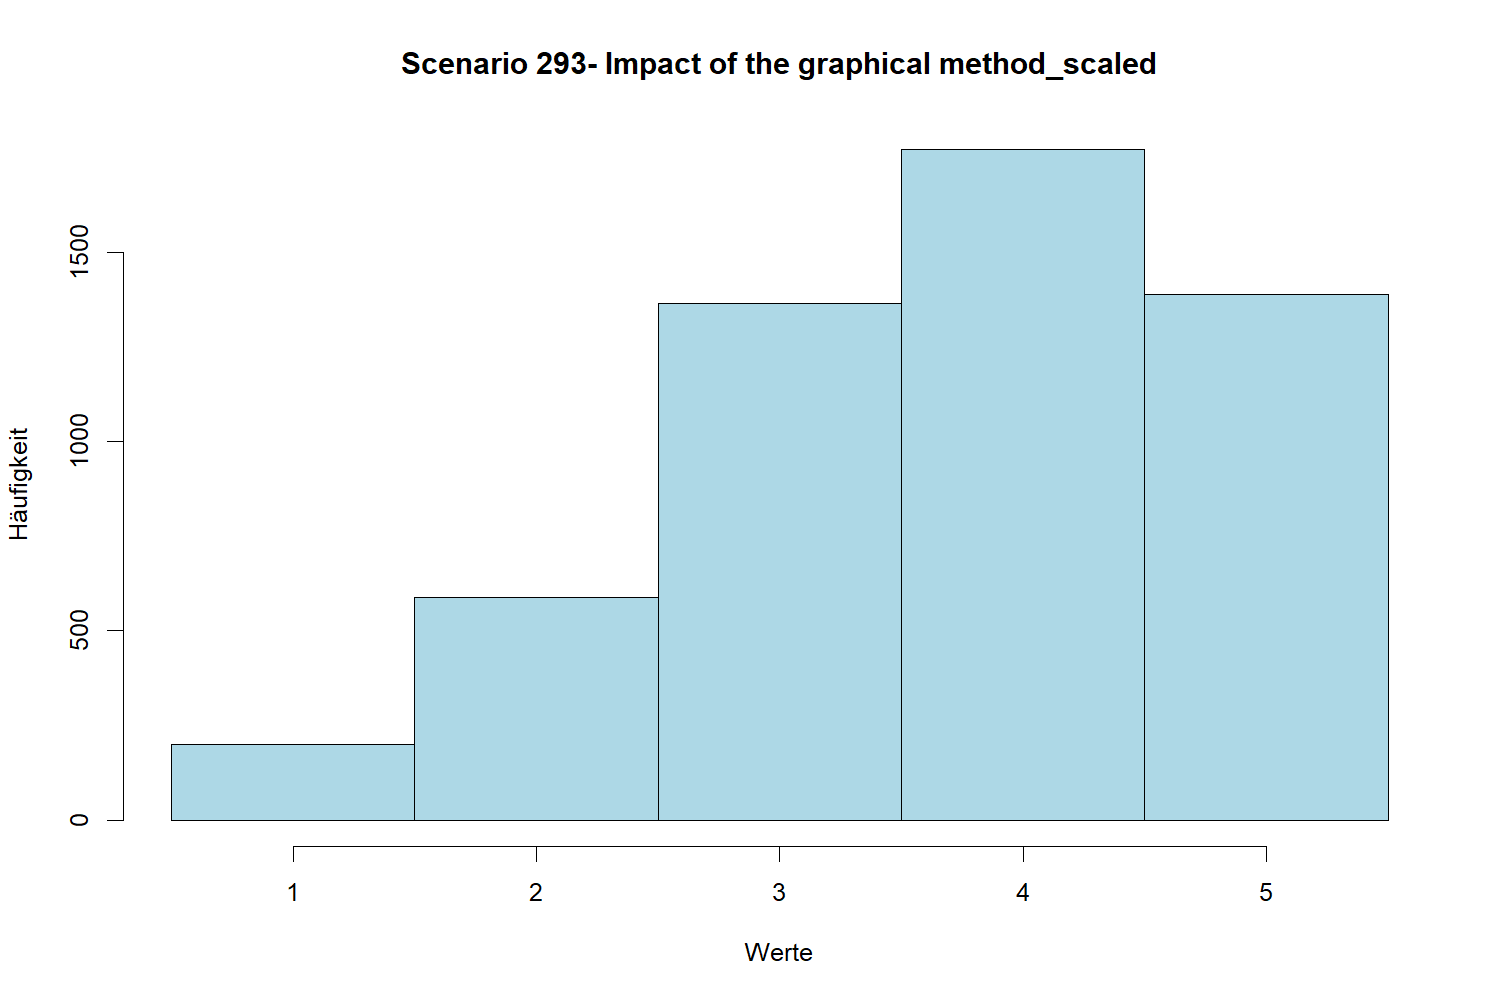 Scenario 293- Impact of the graphical method_scaled
Häufigkeit
1500
1000
500
0
1 2 3 4 5
Werte